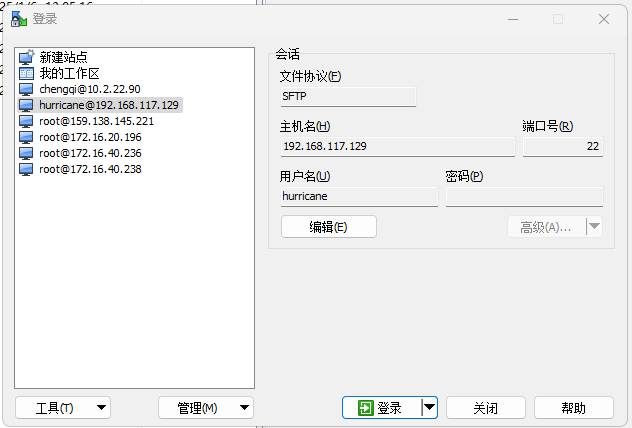 登录
新建站点
我的工作区
chengqi@10.2.22.90
hurricane@192.168.117.129
root@159.138.145.221
root@172.16.20.196
root@172.16.40.236
root@172.16.40.238
会话
文件协议(F)
SFTP
主机名(H) 端口号(R)
192.168.117.129 22
用户名(U) 密码(P)
hurricane
编辑(E) 高级(A)...
工具(T) 管理(M) 登录 关闭 帮助